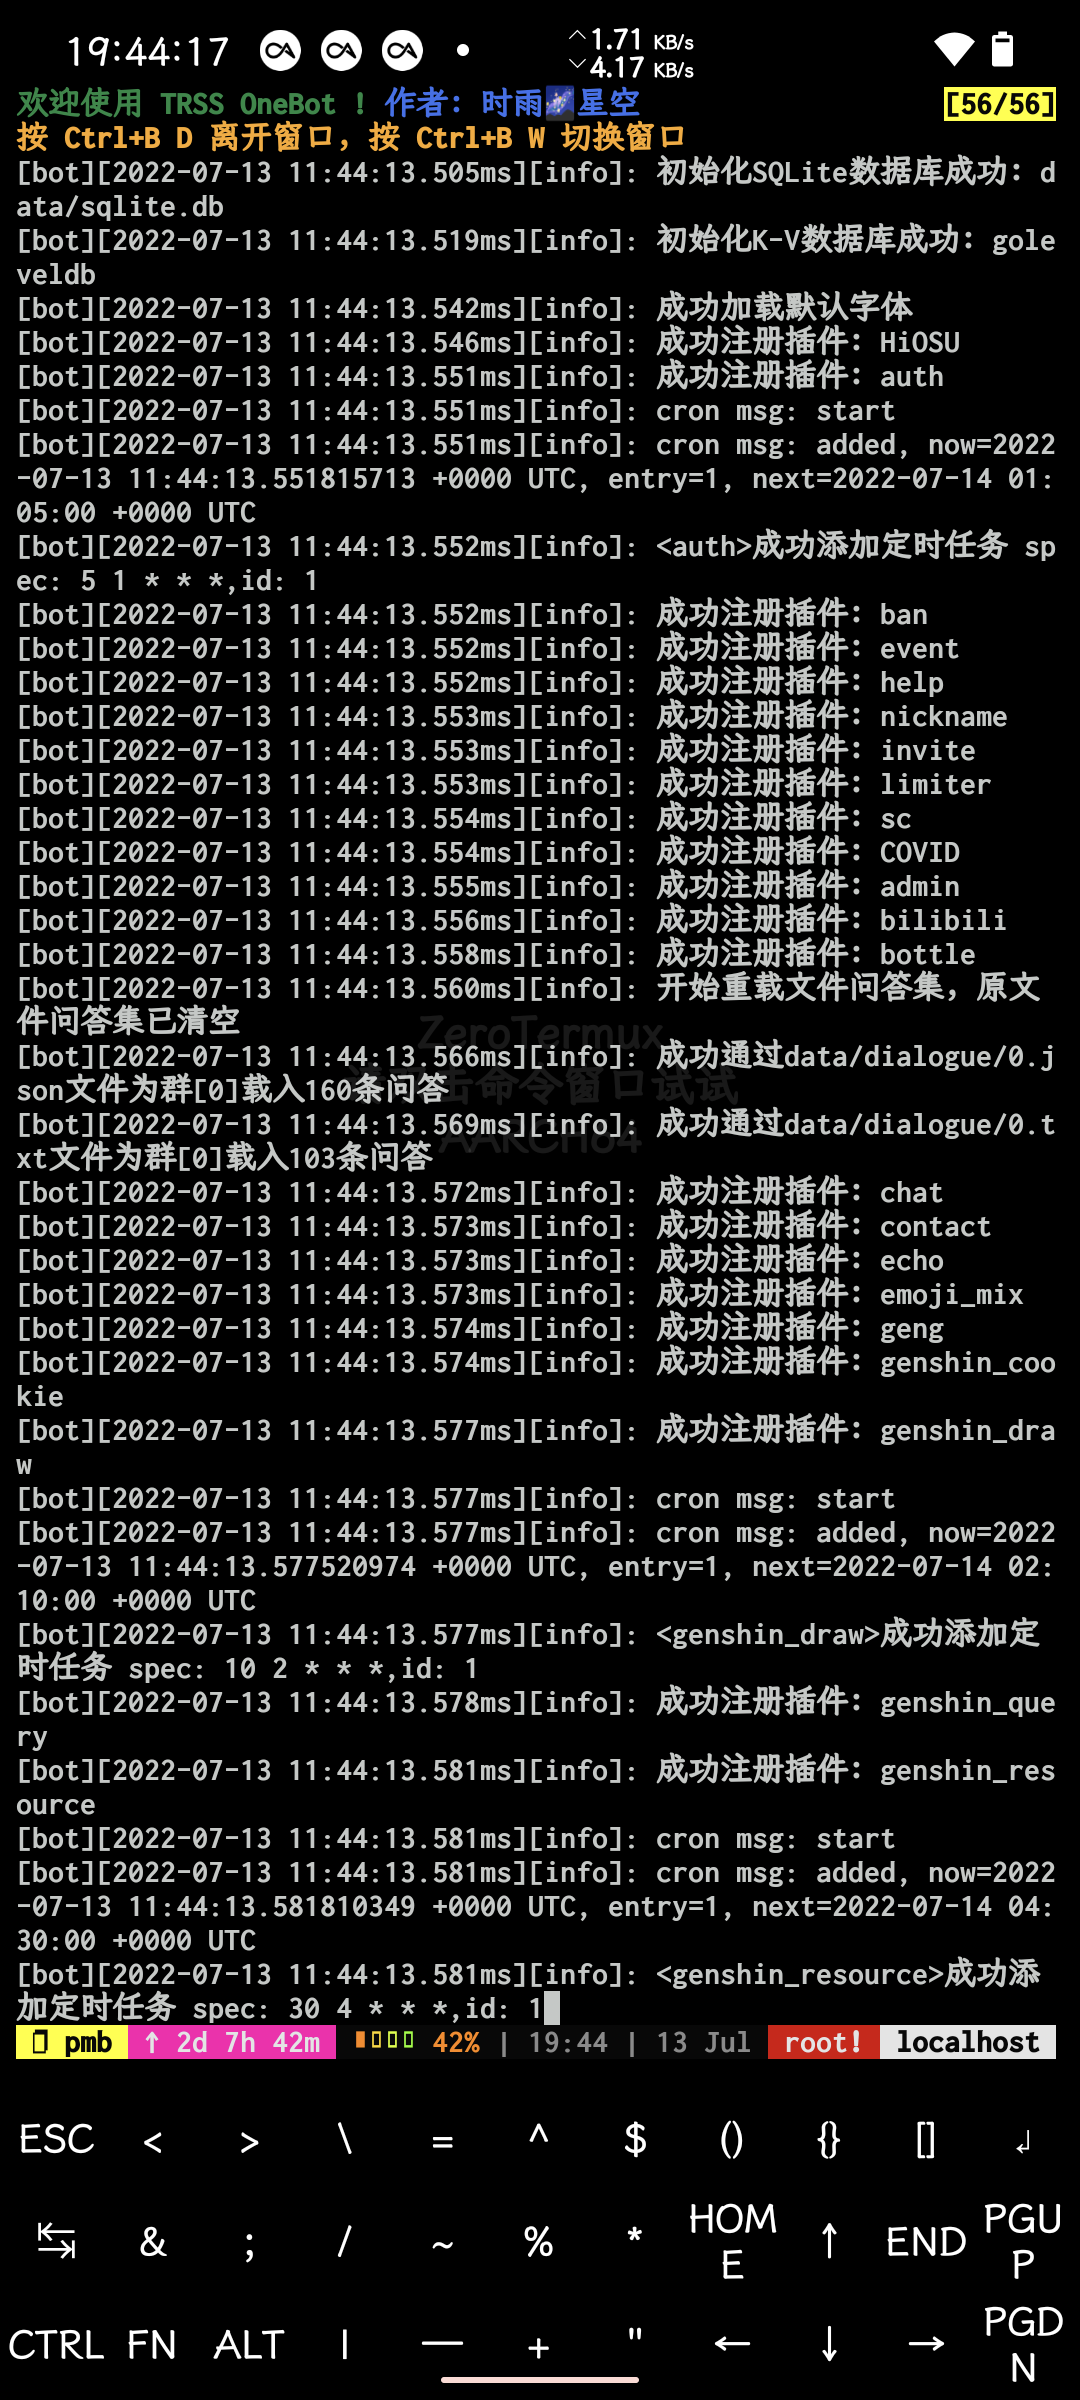 19:44:17 1.71 KB/s
4.17 KB/s
欢迎使用 TRSS OneBot ! 作者: 时雨🌌星空 [56/56]
按 Ctrl+B D 离开窗口, 按 Ctrl+B W 切换窗口
[bot][2022-07-13 11:44:13.505ms][info]: 初始化SQLite数据库成功: d
ata/sqlite.db
[bot][2022-07-13 11:44:13.519ms][info]: 初始化K-V数据库成功: gole
veldb
[bot][2022-07-13 11:44:13.542ms][info]: 成功加载默认字体
[bot][2022-07-13 11:44:13.546ms][info]: 成功注册插件: HiOSU
[bot][2022-07-13 11:44:13.551ms][info]: 成功注册插件: auth
[bot][2022-07-13 11:44:13.551ms][info]: cron msg: start
[bot][2022-07-13 11:44:13.551ms][info]: cron msg: added, now=2022
-07-13 11:44:13.551815713 +0000 UTC, entry=1, next=2022-07-14 01:
05:00 +0000 UTC
[bot][2022-07-13 11:44:13.552ms][info]: <auth>成功添加定时任务 sp
ec: 5 1 * * *,id: 1
[bot][2022-07-13 11:44:13.552ms][info]: 成功注册插件: ban
[bot][2022-07-13 11:44:13.552ms][info]: 成功注册插件: event
[bot][2022-07-13 11:44:13.552ms][info]: 成功注册插件: help
[bot][2022-07-13 11:44:13.553ms][info]: 成功注册插件: nickname
[bot][2022-07-13 11:44:13.553ms][info]: 成功注册插件: invite
[bot][2022-07-13 11:44:13.553ms][info]: 成功注册插件: limiter
[bot][2022-07-13 11:44:13.554ms][info]: 成功注册插件: sc
[bot][2022-07-13 11:44:13.554ms][info]: 成功注册插件: COVID
[bot][2022-07-13 11:44:13.555ms][info]: 成功注册插件: admin
[bot][2022-07-13 11:44:13.556ms][info]: 成功注册插件: bilibili
[bot][2022-07-13 11:44:13.558ms][info]: 成功注册插件: bottle
[bot][2022-07-13 11:44:13.560ms][info]: 开始重载文件问答集, 原文
件问答集已清空
ZeroTermux
[bot][2022-07-13 11:44:13.566ms][info]: 成功通过data/dialogue/0.j
son文件为群[0]载入160条问答
击命令窗口试试
[bot][2022-07-13 11:44:13.569ms][info]: 成功通过data/dialogue/0.t
xt文件为群[0]载入103条问答
AARCH64
[bot][2022-07-13 11:44:13.572ms][info]: 成功注册插件: chat
[bot][2022-07-13 11:44:13.573ms][info]: 成功注册插件: contact
[bot][2022-07-13 11:44:13.573ms][info]: 成功注册插件: echo
[bot][2022-07-13 11:44:13.573ms][info]: 成功注册插件: emoji_mix
[bot][2022-07-13 11:44:13.574ms][info]: 成功注册插件: geng
[bot][2022-07-13 11:44:13.574ms][info]: 成功注册插件: genshin_coo
kie
[bot][2022-07-13 11:44:13.577ms][info]: 成功注册插件: genshin_dra
w
[bot][2022-07-13 11:44:13.577ms][info]: cron msg: start
[bot][2022-07-13 11:44:13.577ms][info]: cron msg: added, now=2022
-07-13 11:44:13.577520974 +0000 UTC, entry=1, next=2022-07-14 02:
10:00 +0000 UTC
[bot][2022-07-13 11:44:13.577ms][info]: <genshin_draw>成功添加定
时任务 spec: 10 2 * * *,id: 1
[bot][2022-07-13 11:44:13.578ms][info]: 成功注册插件: genshin_que
ry
[bot][2022-07-13 11:44:13.581ms][info]: 成功注册插件: genshin_res
ource
[bot][2022-07-13 11:44:13.581ms][info]: cron msg: start
[bot][2022-07-13 11:44:13.581ms][info]: cron msg: added, now=2022
-07-13 11:44:13.581810349 +0000 UTC, entry=1, next=2022-07-14 04:
30:00 +0000 UTC
[bot][2022-07-13 11:44:13.581ms][info]: <genshin_resource>成功添
加定时任务 spec: 30 4 * * *,id: 1
pmb ↑ 2d 7h 42m 42% | 19:44 | 13 Jul root! localhost
ESC < > \ = ^ $ () {} [] ↲
↹ & ; / ~ % * HOME ↑ END PGUP
CTRL FN ALT | — + " ← ↓ → PGDN